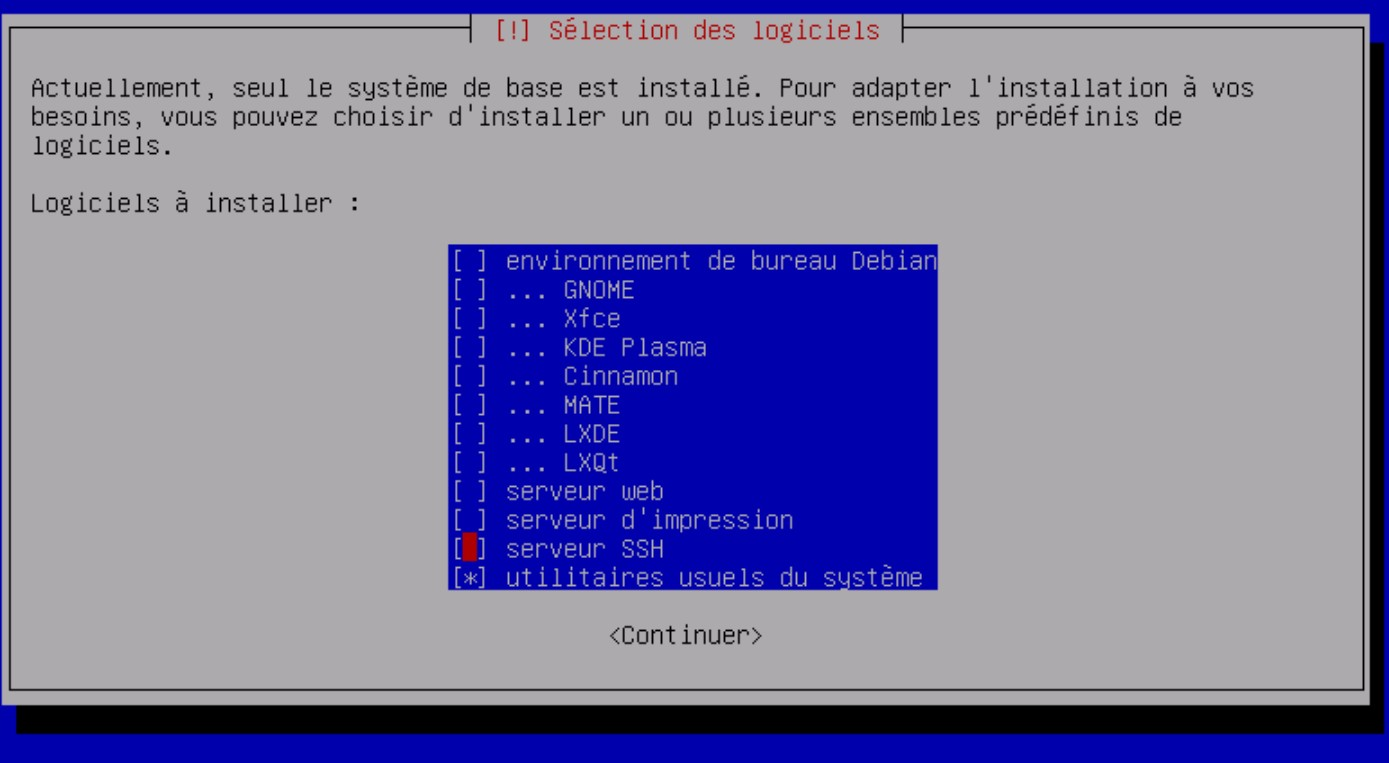 [!] Sélection des logiciels
Actuellement, seul le système de base est installé. Pour adapter l'installation à vos
besoins, vous pouvez choisir d'installer un ou plusieurs ensembles prédéfinis de
logiciels.
Logiciels à installer :
[ ] environnement de bureau Debian
[ ] ... GNOME
[ ] ... Xfce
[ ] ... KDE Plasma
[ ] ... Cinnamon
[ ] ... MATE
[ ] ... LXDE
[ ] ... LXQt
[ ] serveur web
[ ] serveur d'impression
[ ] serveur SSH
[*] utilitaires usuels du système
<Continuer>